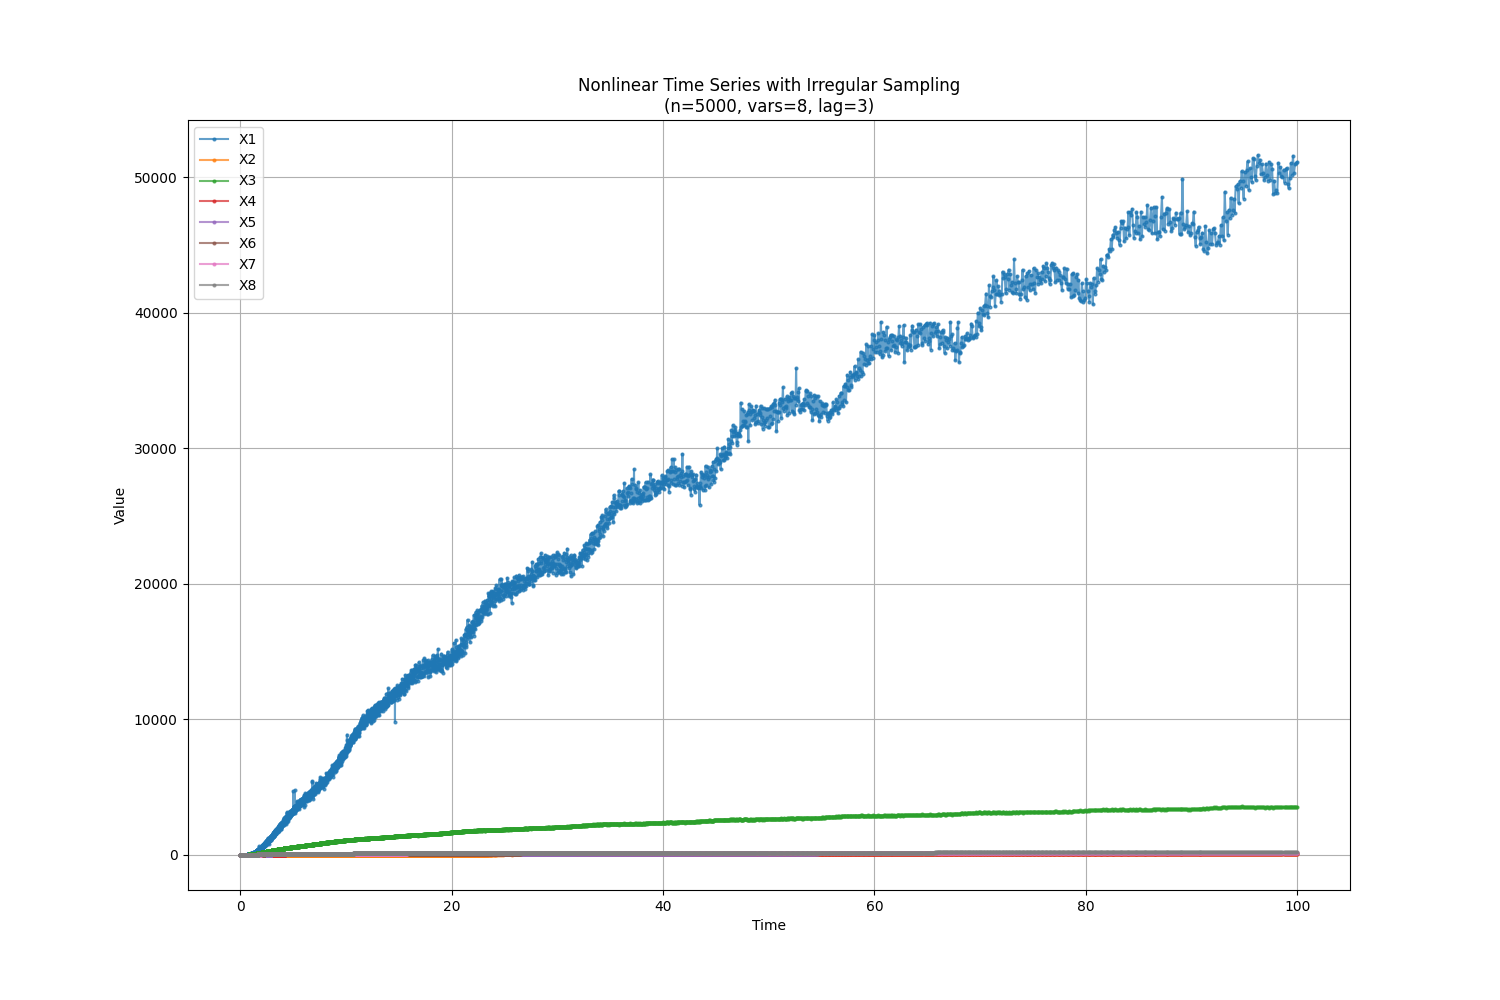 Nonlinear Time Series with Irregular Sampling
(n=5000, vars=8, lag=3)
X1
X2
X3
X4
X5
X6
X7
X8
Value
50000
40000
30000
20000
10000
0
0 20 40 60 80 100
Time